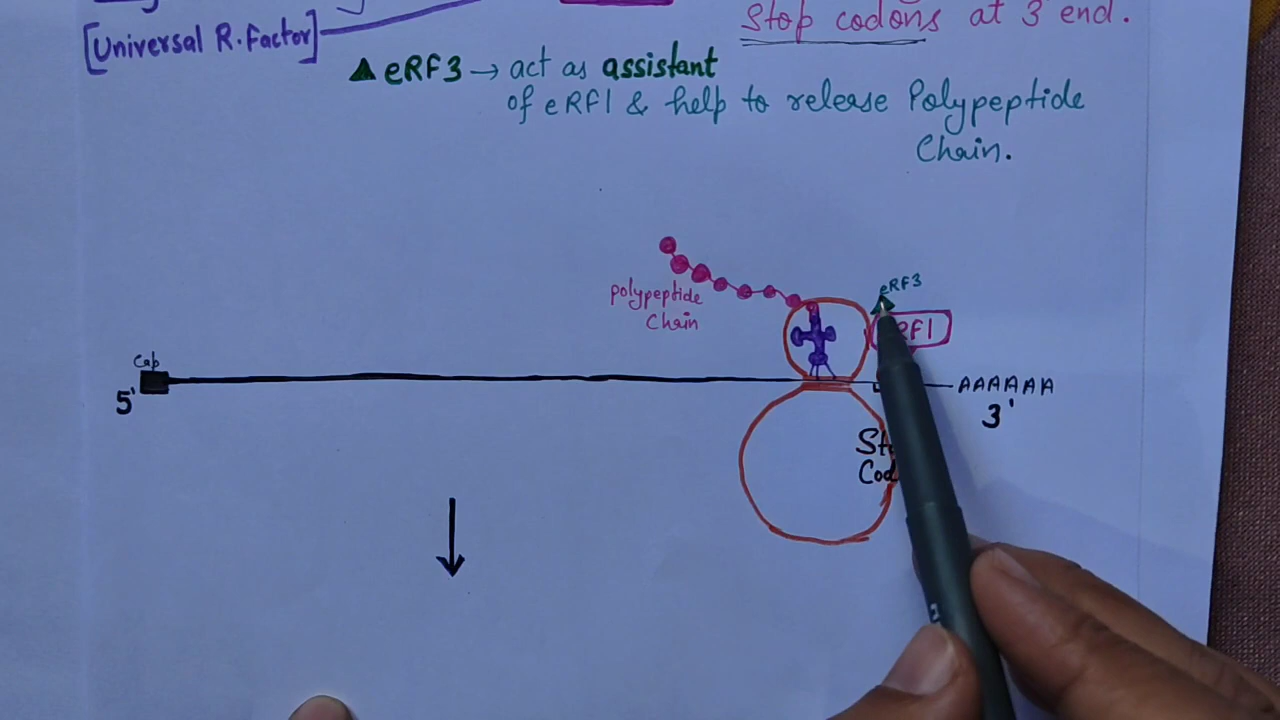 Stop codons at 3' end.
[Universal R.Factor]
eRF3 → act as assistant
of eRF1 & help to release Polypeptide
Chain.
eRF3
polypeptide
Chain
RF1
Cap
5'
AAAAAA
3'